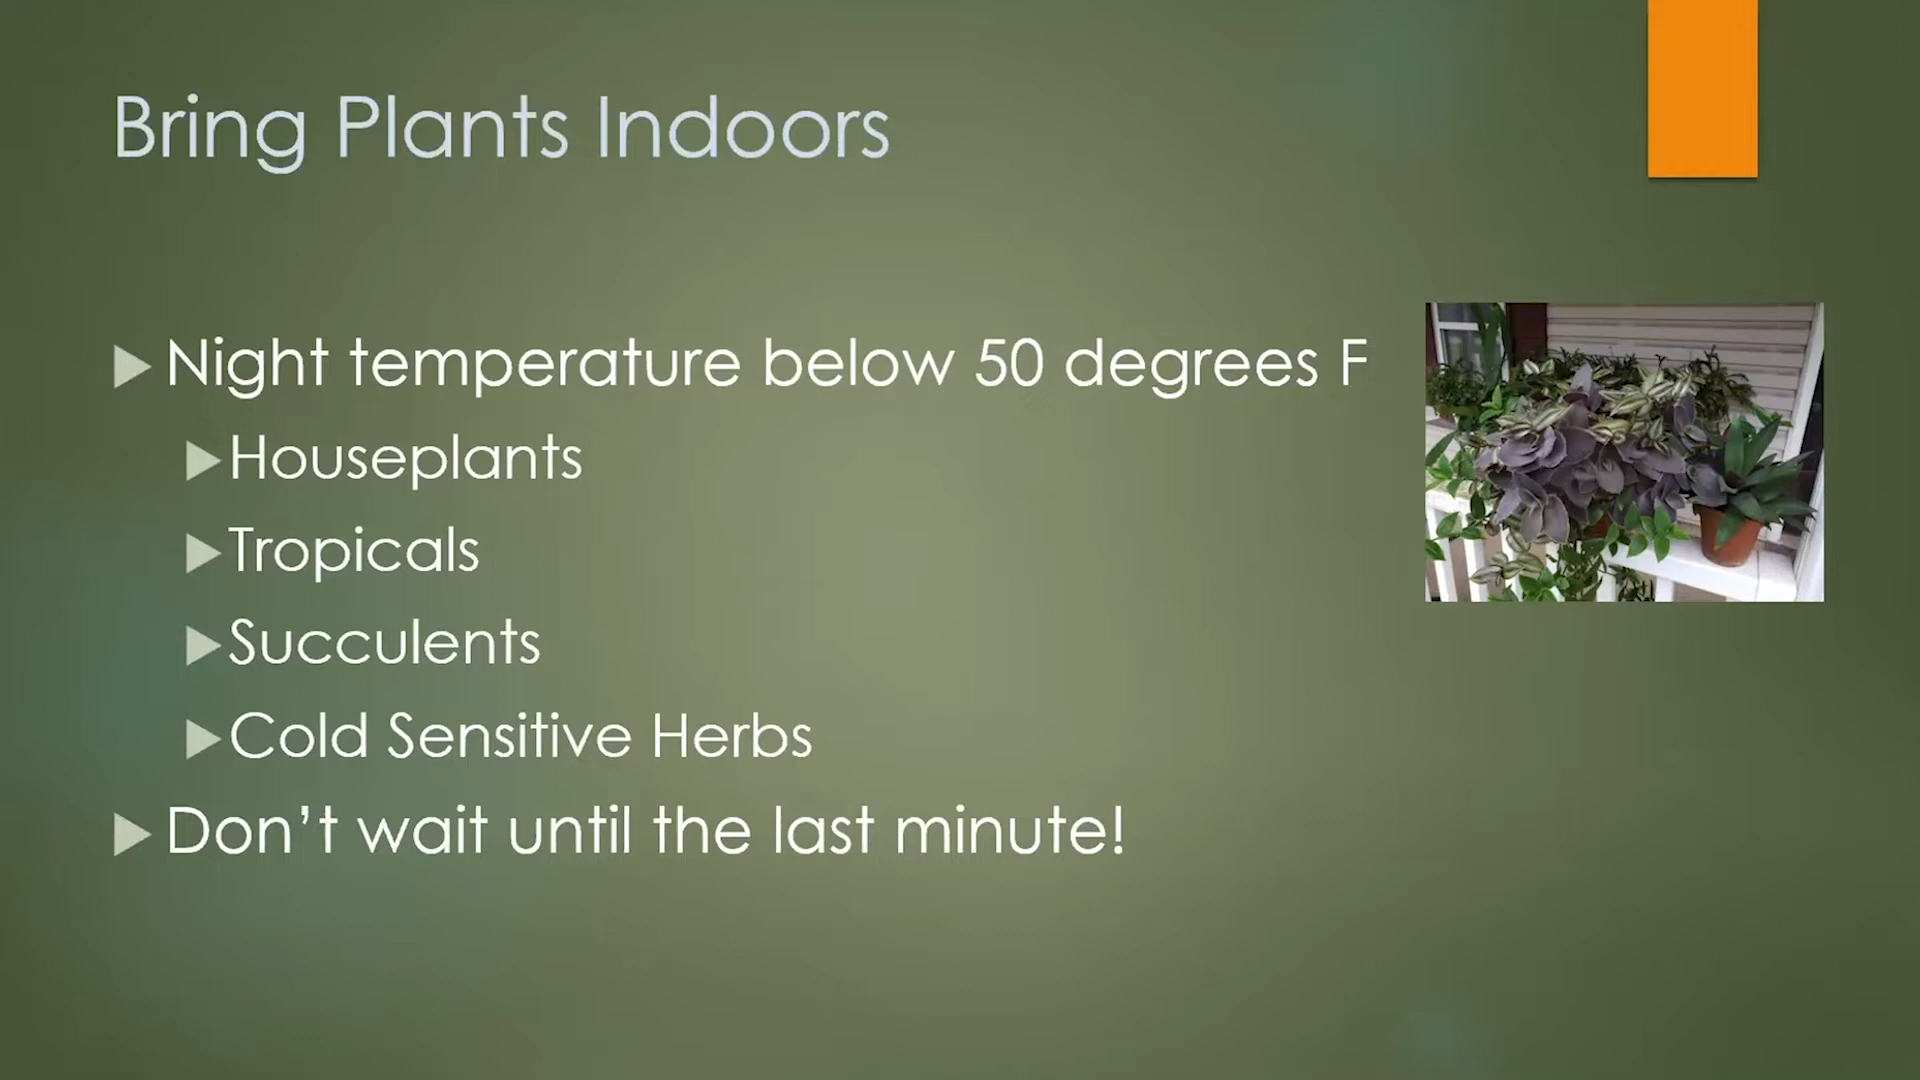 Bring Plants Indoors
Night temperature below 50 degrees F
Houseplants
Tropicals
Succulents
Cold Sensitive Herbs
Don’t wait until the last minute!